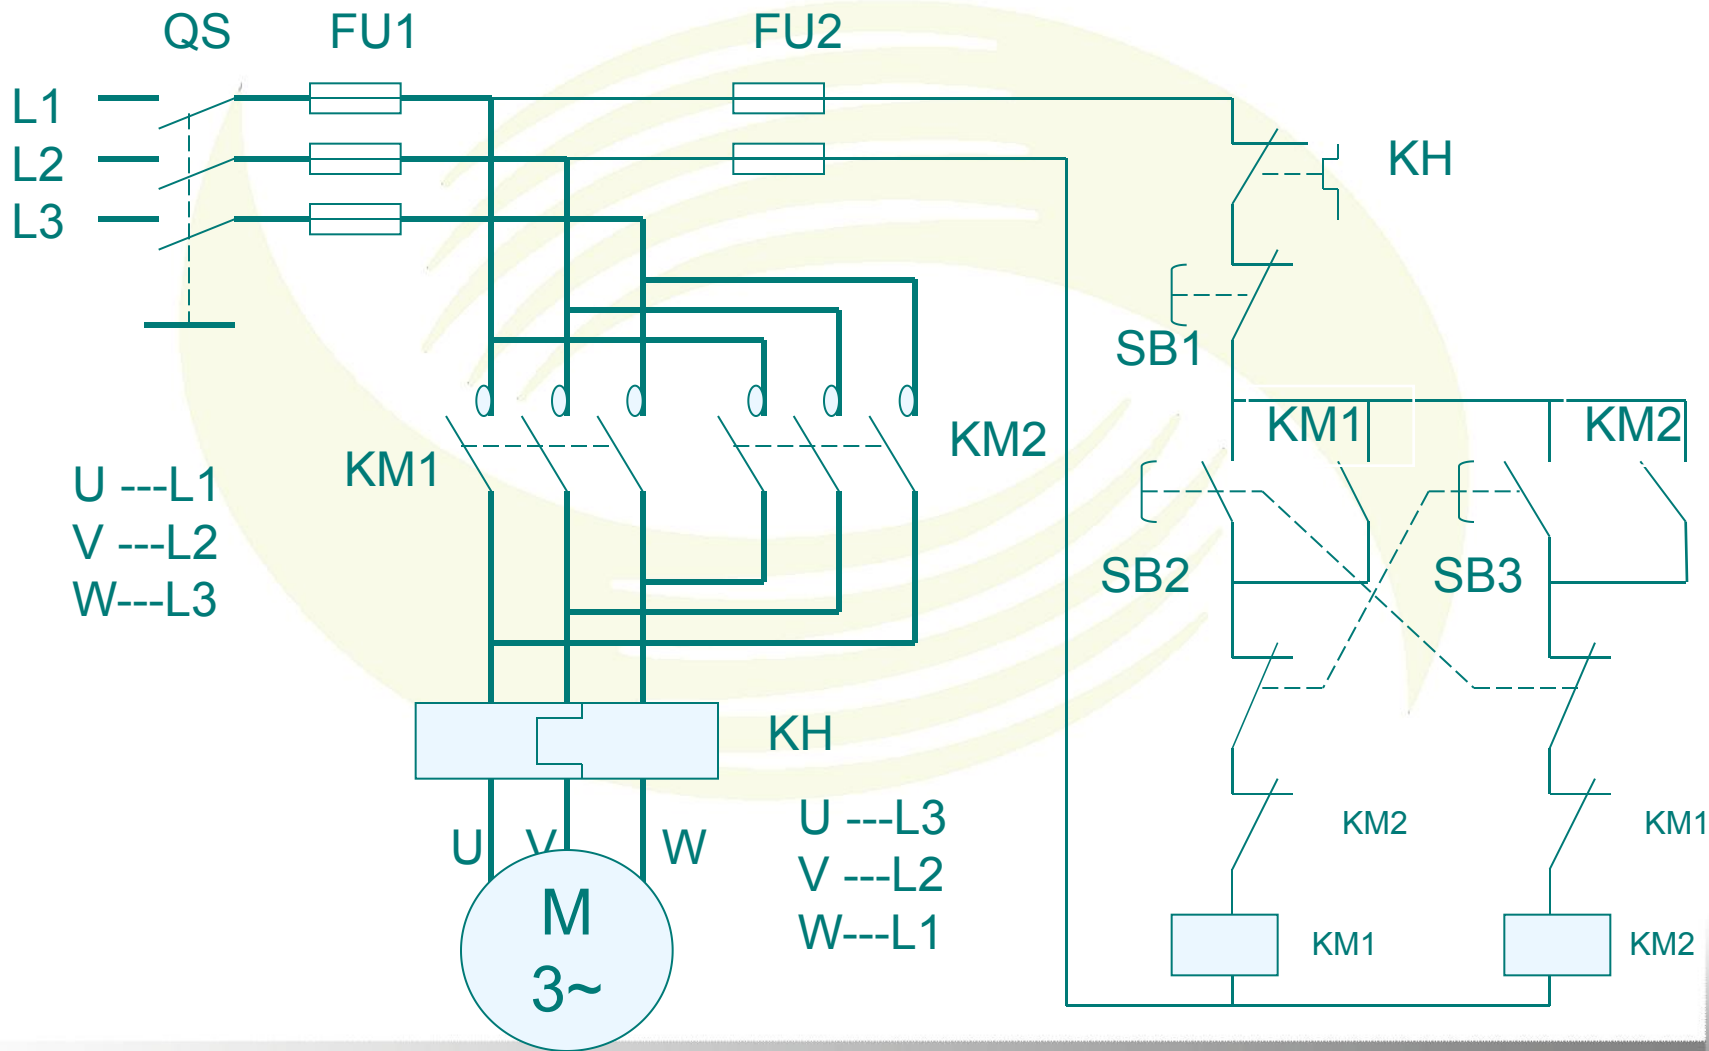 QS
FU1
FU2
L1
L2
L3
KH
SB1
KM1
KM2
KM1
KM2
U ---L1
V ---L2
W---L3
SB2
SB3
KH
U
V
W
U ---L3
V ---L2
W---L1
KM2
KM1
M
3~
KM1
KM2